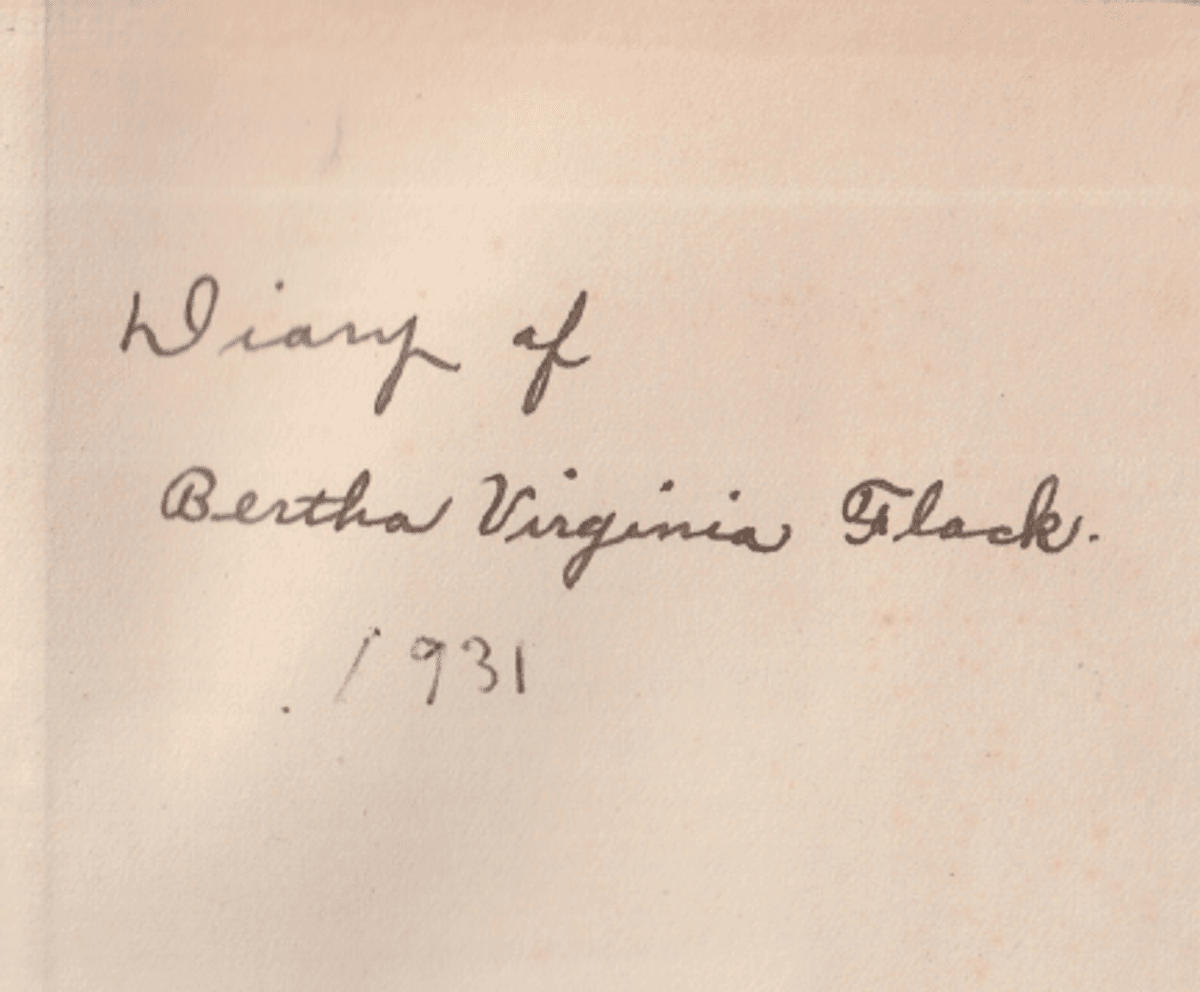 Diary of
Bertha Virginia Flack.
1931